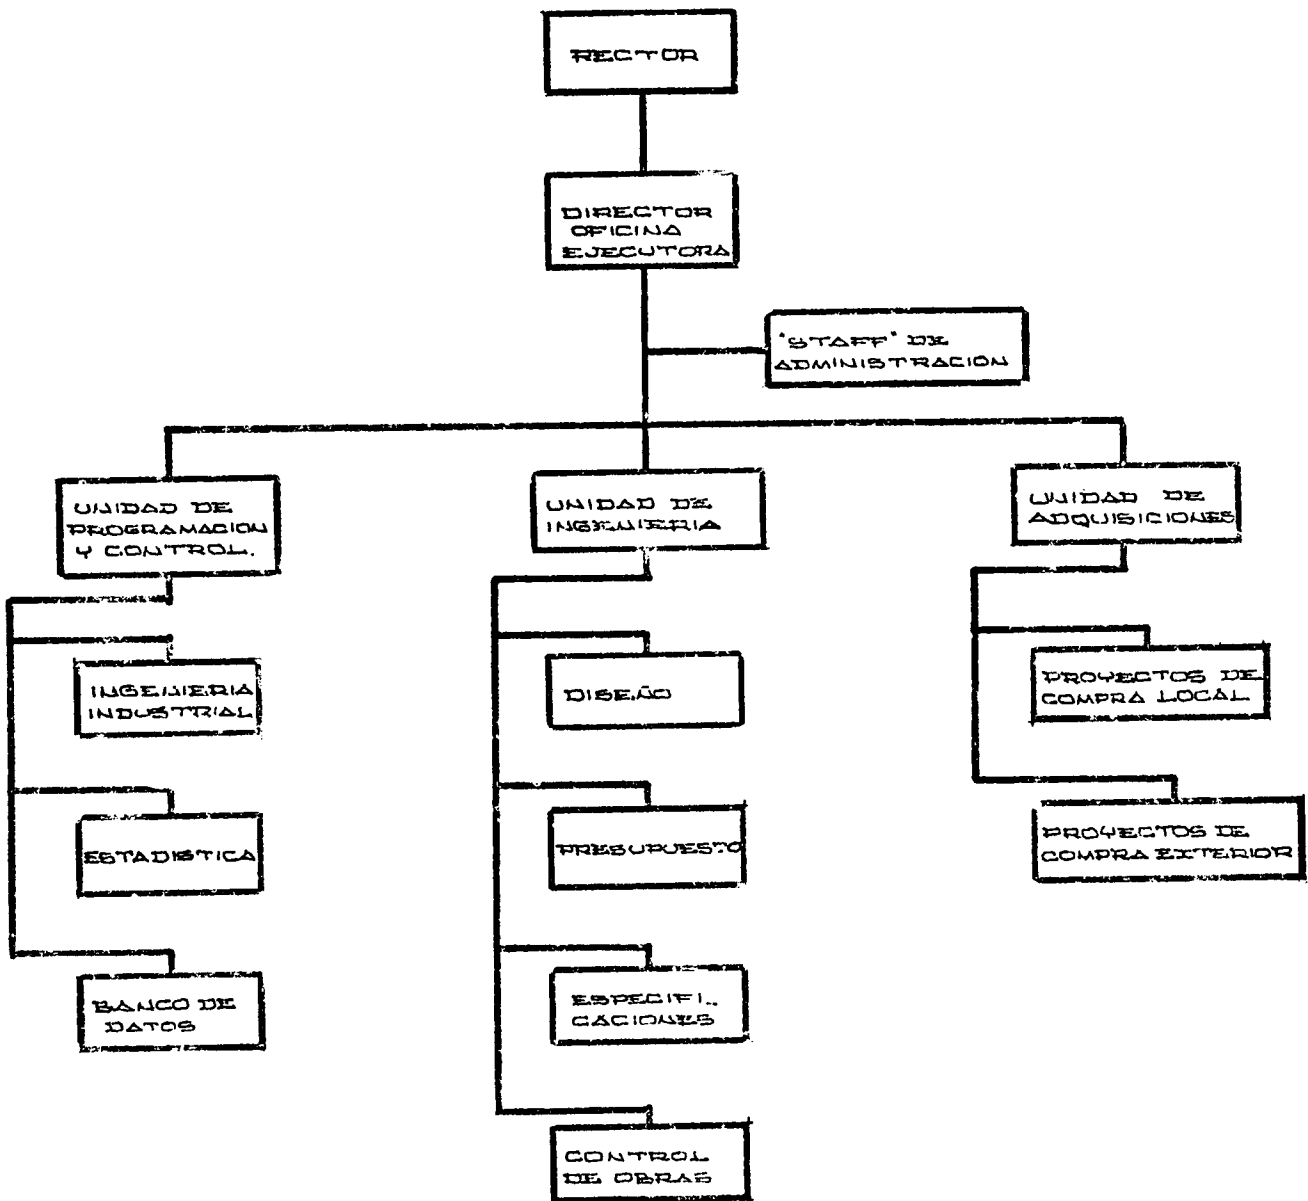 RECTOR
DIRECTOR
OFICINA
EJECUTORA
"STAFF" DE
ADMINISTRACION
UNIDAD DE
PROGRAMACION
Y CONTROL.
UNIDAD DE
INGENIERIA
UNIDAD DE
ADQUISICIONES
INGENIERIA
INDUSTRIAL
ESTADISTICA
BANCO DE
DATOS
DISEÑO
PRESUPUESTO
ESPECIFI..
CACIONES
CONTROL
DE OBRAS
PROYECTOS DE
COMPRA LOCAL
PROYECTOS DE
COMPRA EXTERIOR